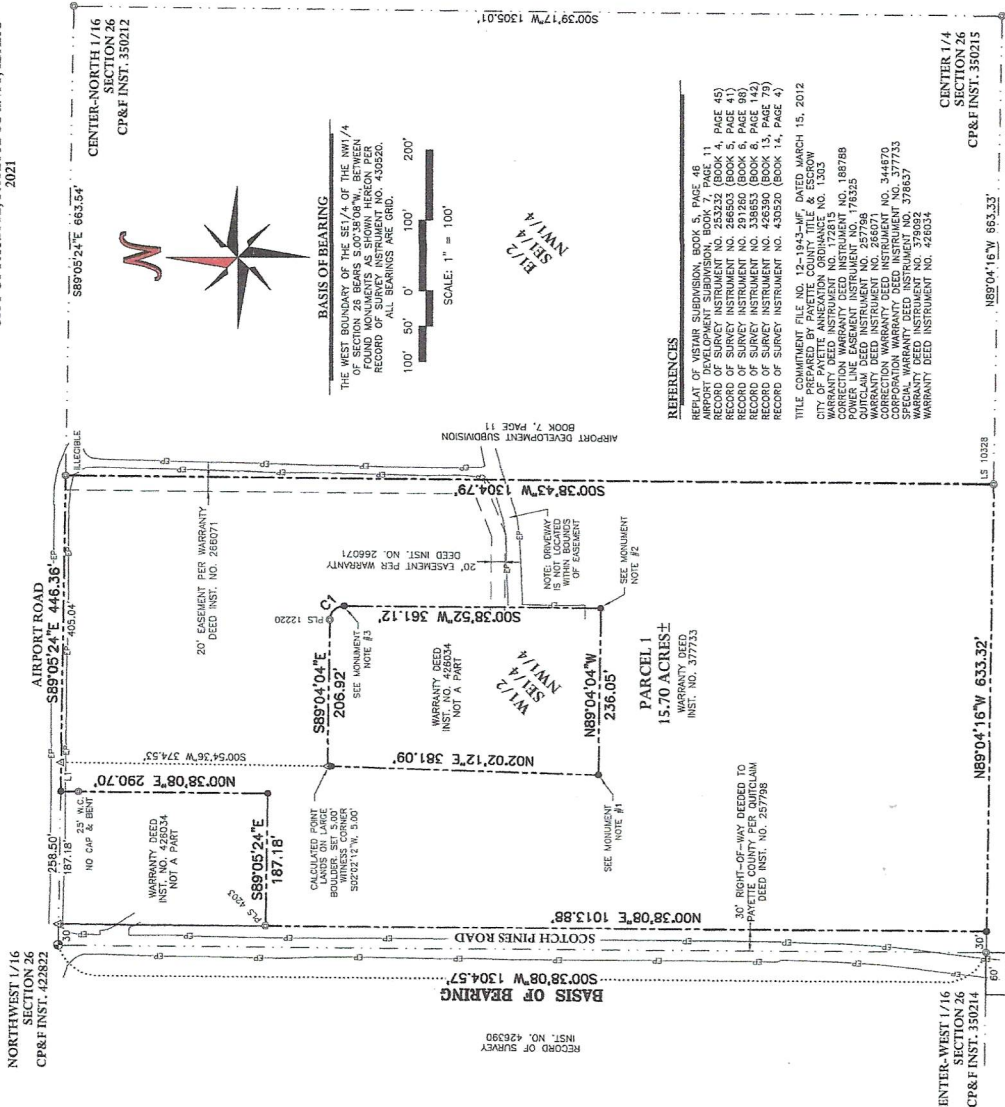 2021
NORTHWEST 1/16
SECTION 26
CP&F INST. 422822
AIRPORT ROAD
S89°05'24"E 446.36'
258.50'
187.18'
30'
L1
EP
405.04'
ILLEGIBLE
S89°05'24"E 663.54'
CENTER-NORTH 1/16
SECTION 26
CP&F INST. 350212
N
BASIS OF BEARING
THE WEST BOUNDARY OF THE SE1/4 OF THE NW1/4
OF SECTION 26 BEARS S.00°38'08"W., BETWEEN
FOUND MONUMENTS AS SHOWN HEREON PER
RECORD OF SURVEY INSTRUMENT NO. 430520.
ALL BEARINGS ARE GRID.
100' 50' 0' 100' 200'
SCALE: 1" = 100'
2.5' W.C.
NO CAP & BENT
WARRANTY DEED
INST. NO. 426034
NOT A PART
N00°38'08"E 290.70'
S00°54'36"W 374.53'
PLS 4203
S89°05'24"E
187.18'
20' EASEMENT PER WARRANTY
DEED INST. NO. 266071
CALCULATED POINT
LANDS ON LARGE
BOULDER. SET 5.00'
WITNESS CORNER
S02°02'12"W, 5.00'
S89°04'04"E
206.92'
PLS 12220
C1
SEE MONUMENT
NOTE #3
20' EASEMENT PER WARRANTY
DEED INST. NO. 266071
AIRPORT DEVELOPMENT SUBDIVISION
BOOK 7, PAGE 11
S00°38'43"W 1304.79'
NOTE: DRIVEWAY
IS NOT LOCATED
WITHIN BOUNDS
OF EASEMENT
WARRANTY DEED
INST. NO. 426034
NOT A PART
W1/2
SE1/4
NW1/4
N02°02'12"E 381.09'
S00°38'52"W 361.12'
N89°04'04"W
236.05'
SEE MONUMENT
NOTE #1
SEE MONUMENT
NOTE #2
PARCEL 1
15.70 ACRES±
WARRANTY DEED
INST. NO. 377733
E1/2
SE1/4
NW1/4
S00°39'17"W 1305.01'
RECORD OF SURVEY
INST. NO. 426390
BASIS OF BEARING
S00°38'08"W 1304.57'
SCOTCH PINES ROAD
N00°38'08"E 1013.88'
30' RIGHT-OF-WAY DEEDED TO
PAYETTE COUNTY PER QUITCLAIM
DEED INST. NO. 257798
REFERENCES
REPLAT OF VISTAIR SUBDIVISION, BOOK 5, PAGE 46
AIRPORT DEVELOPMENT SUBDIVISION, BOOK 7, PAGE 11
RECORD OF SURVEY INSTRUMENT NO. 253232 (BOOK 4, PAGE 45)
RECORD OF SURVEY INSTRUMENT NO. 266503 (BOOK 5, PAGE 41)
RECORD OF SURVEY INSTRUMENT NO. 291280 (BOOK 6, PAGE 98)
RECORD OF SURVEY INSTRUMENT NO. 338653 (BOOK 8, PAGE 142)
RECORD OF SURVEY INSTRUMENT NO. 426390 (BOOK 13, PAGE 79)
RECORD OF SURVEY INSTRUMENT NO. 430520 (BOOK 14, PAGE 4)
TITLE COMMITMENT FILE NO. 12-1945-MF, DATED MARCH 15, 2012
PREPARED BY PAYETTE COUNTY TITLE & ESCROW
CITY OF PAYETTE ANNEXATION ORDINANCE NO. 1303
WARRANTY DEED INSTRUMENT NO. 172815
CORRECTION WARRANTY DEED INSTRUMENT NO. 188788
POWER LINE EASEMENT INSTRUMENT NO. 176325
QUITCLAIM DEED INSTRUMENT NO. 257798
WARRANTY DEED INSTRUMENT NO. 266071
CORRECTION WARRANTY DEED INSTRUMENT NO. 344670
CORPORATION WARRANTY DEED INSTRUMENT NO. 377733
SPECIAL WARRANTY DEED INSTRUMENT NO. 378637
WARRANTY DEED INSTRUMENT NO. 379092
WARRANTY DEED INSTRUMENT NO. 426034
ENTER-WEST 1/16
SECTION 26
CP&F INST. 350214
60'
30'
N89°04'16"W 633.32'
LS 10328
N89°04'16"W 663.33'
CENTER 1/4
SECTION 26
CP&F INST. 350215